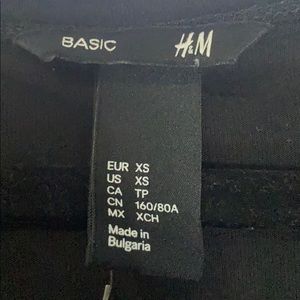 BASIC H&M
EUR XS
US XS
CA TP
CN 160/80A
MX XCH
Made in
Bulgaria